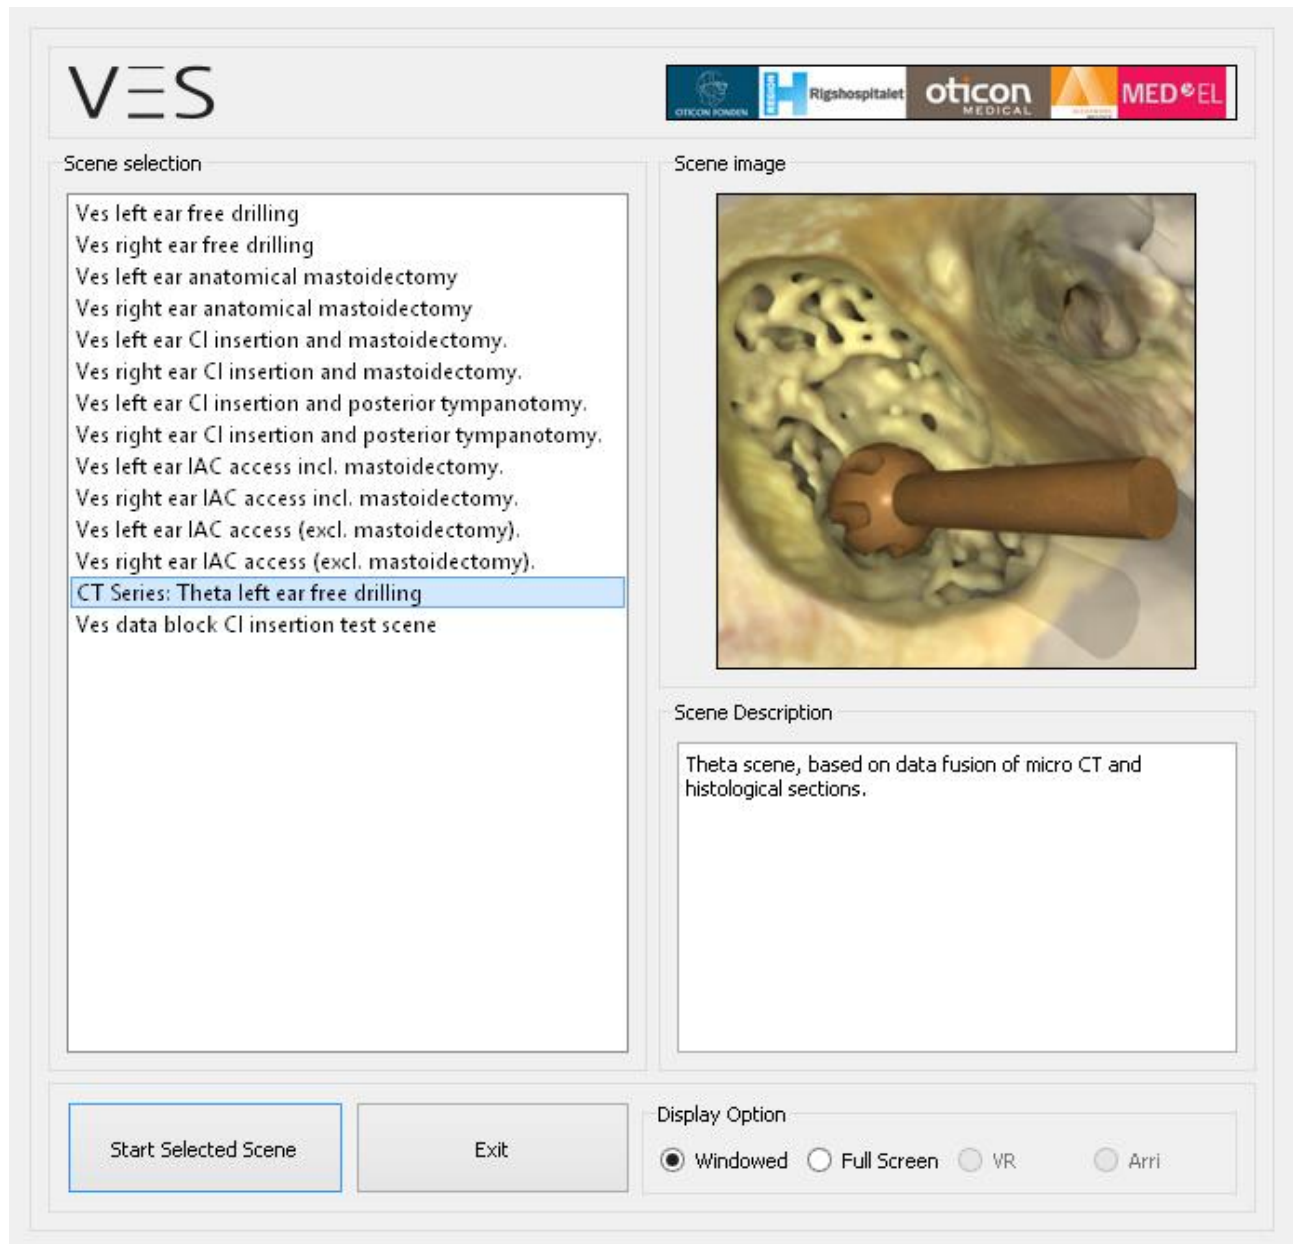 VES
OTICON FONDEN
REGION
H
Rigshospitalet
oticon
MEDICAL
MED EL
Scene selection
Scene image
Ves left ear free drilling
Ves right ear free drilling
Ves left ear anatomical mastoidectomy
Ves right ear anatomical mastoidectomy
Ves left ear CI insertion and mastoidectomy.
Ves right ear CI insertion and mastoidectomy.
Ves left ear CI insertion and posterior tympanotomy.
Ves right ear CI insertion and posterior tympanotomy.
Ves left ear IAC access incl. mastoidectomy.
Ves right ear IAC access incl. mastoidectomy.
Ves left ear IAC access (excl. mastoidectomy).
Ves right ear IAC access (excl. mastoidectomy).
CT Series: Theta left ear free drilling
Ves data block CI insertion test scene
Scene Description
Theta scene, based on data fusion of micro CT and
histological sections.
Start Selected Scene
Exit
Display Option
Windowed Full Screen VR Arri